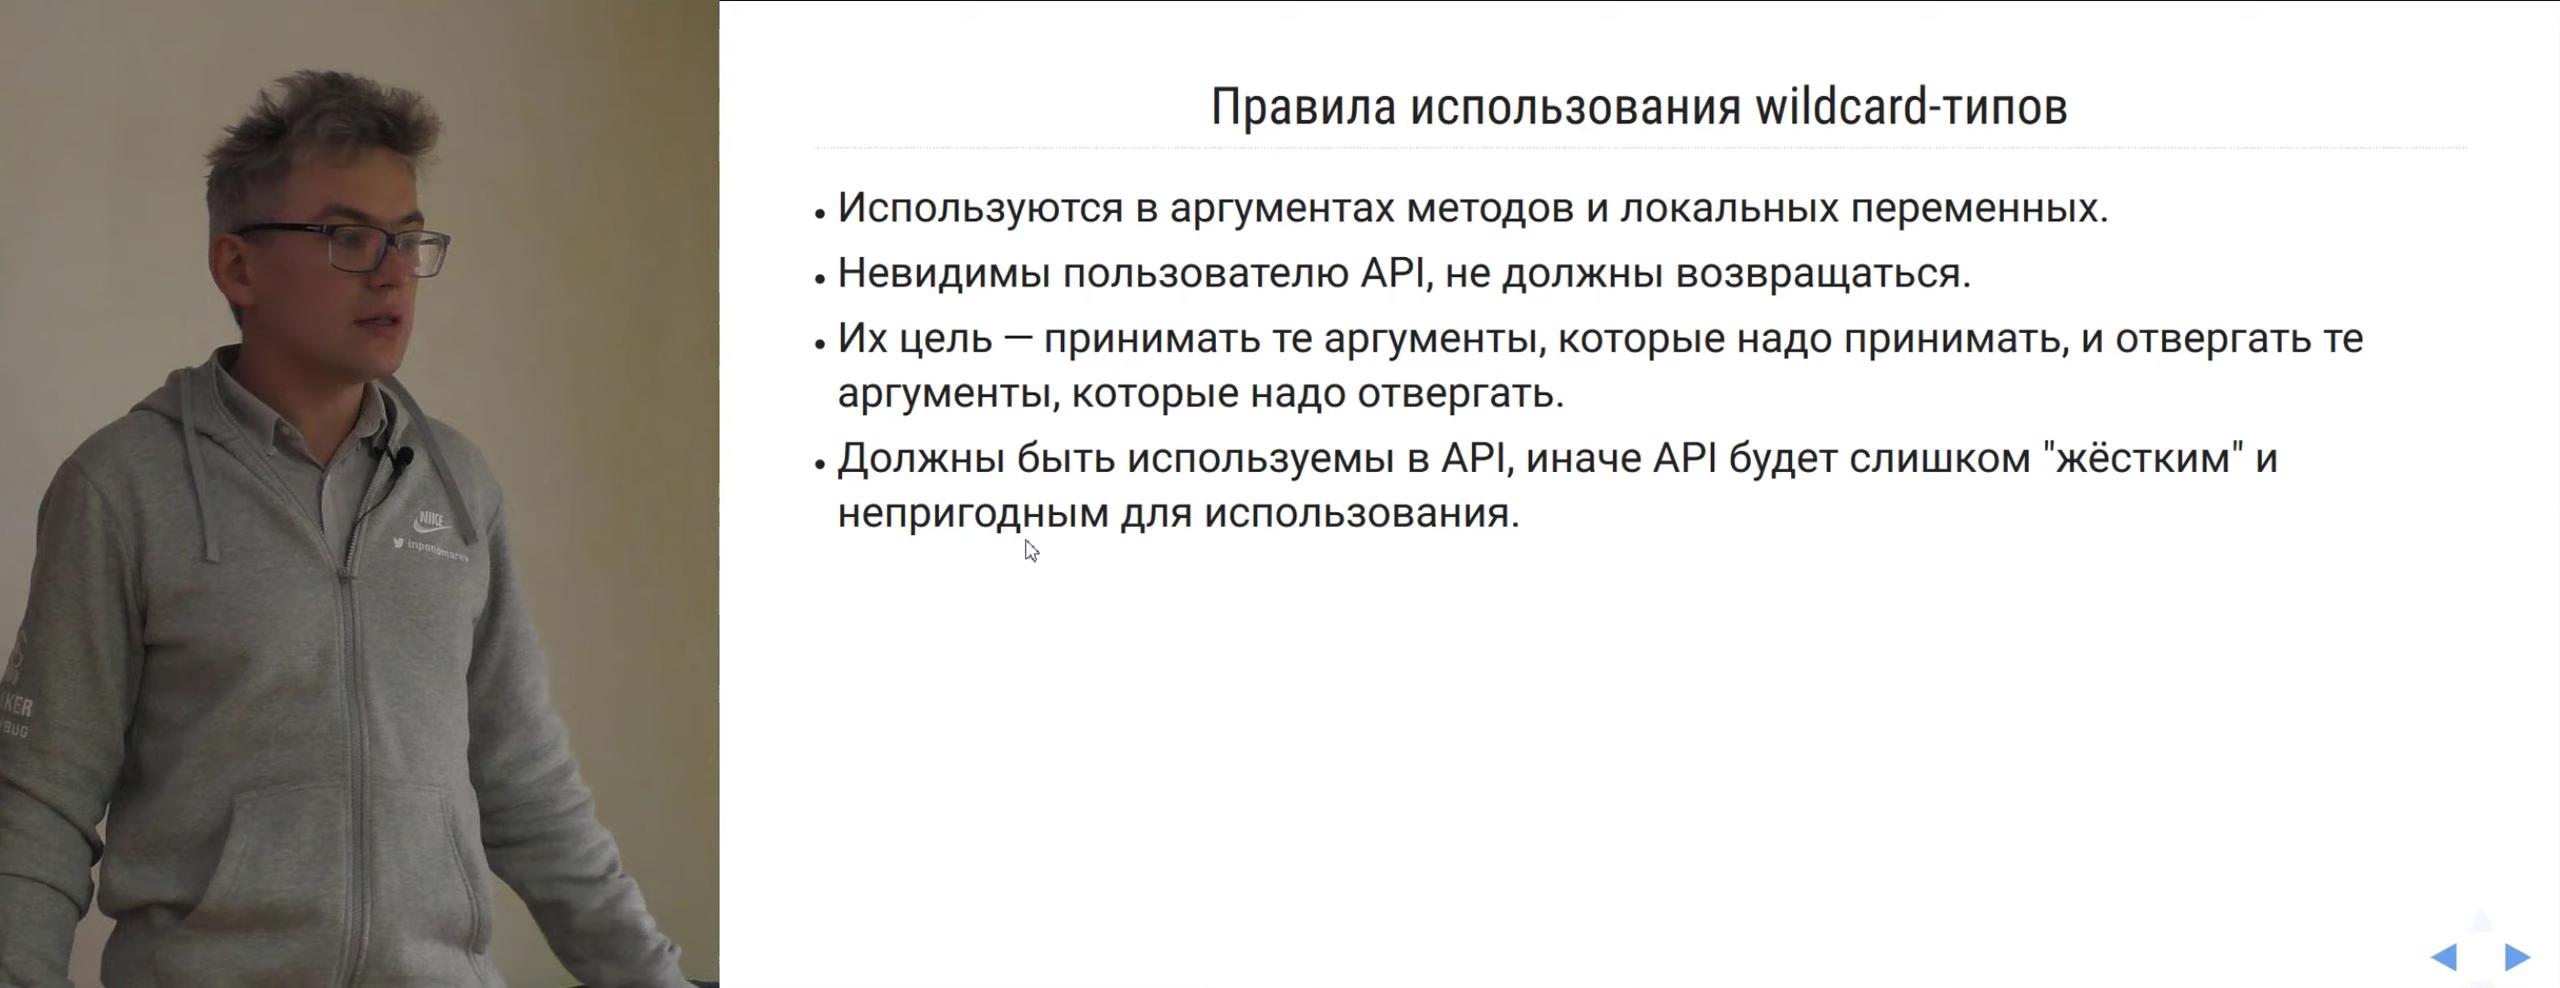 Правила использования wildcard-типов
• Используются в аргументах методов и локальных переменных.
• Невидимы пользователю API, не должны возвращаться.
• Их цель — принимать те аргументы, которые надо принимать, и отвергать те
аргументы, которые надо отвергать.
• Должны быть используемы в API, иначе API будет слишком "жёстким" и
непригодным для использования.
NIKE